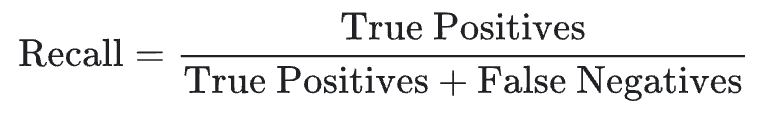 Recall = True Positives / True Positives + False Negatives